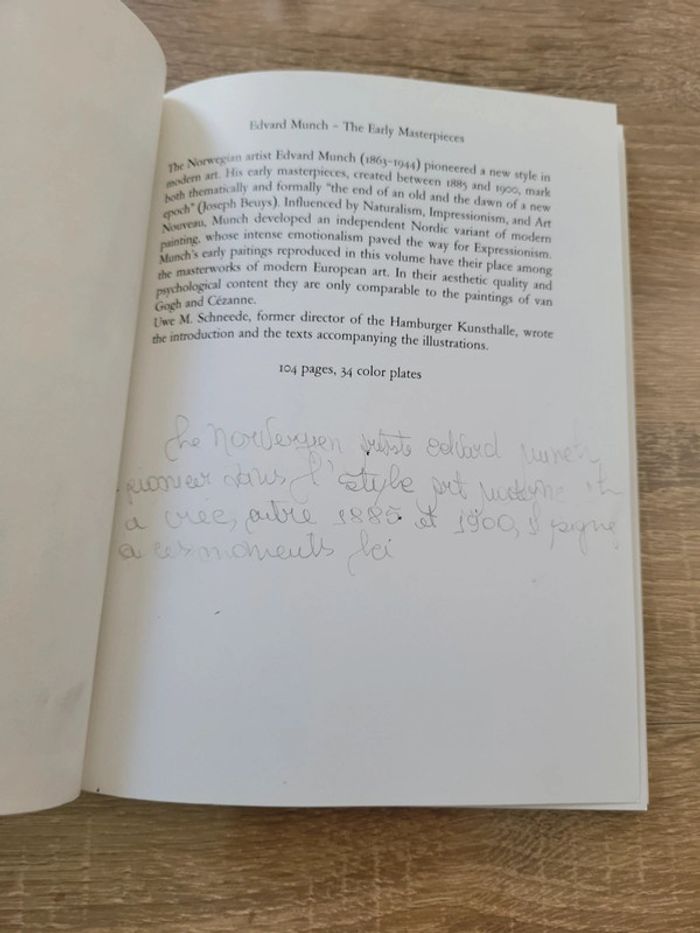 Edvard Munch – The Early Masterpieces
The Norwegian artist Edvard Munch (1863–1944) pioneered a new style in
modern art. His early masterpieces, created between 1885 and 1900, mark
both thematically and formally “the end of an old and the dawn of a new
epoch” (Joseph Beuys). Influenced by Naturalism, Impressionism, and Art
Nouveau, Munch developed an independent Nordic variant of modern
painting, whose intense emotionalism paved the way for Expressionism.
Munch’s early paitings reproduced in this volume have their place among
the masterworks of modern European art. In their aesthetic quality and
psychological content they are only comparable to the paintings of van
Gogh and Cézanne.
Uwe M. Schneede, former director of the Hamburger Kunsthalle, wrote
the introduction and the texts accompanying the illustrations.
104 pages, 34 color plates
Edvard Munch
pionier dans l'style art
a créé, entre 1885 et 1900,
a ces moments